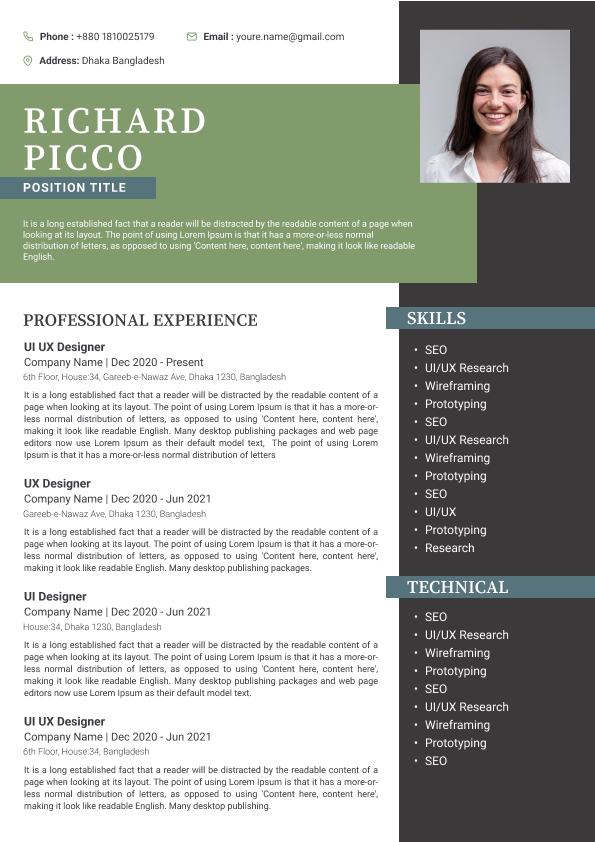 Phone : +880 1810025179
Email : youre.name@gmail.com
Address: Dhaka Bangladesh
RICHARD
PICCO
POSITION TITLE
It is a long established fact that a reader will be distracted by the readable content of a page when
looking at its layout. The point of using Lorem Ipsum is that it has a more-or-less normal
distribution of letters, as opposed to using 'Content here, content here', making it look like readable
English.
PROFESSIONAL EXPERIENCE
UI UX Designer
Company Name | Dec 2020 - Present
6th Floor, House:34, Gareeb-e-Nawaz Ave, Dhaka 1230, Bangladesh
It is a long established fact that a reader will be distracted by the readable content of a
page when looking at its layout. The point of using Lorem Ipsum is that it has a more-or-
less normal distribution of letters, as opposed to using 'Content here, content here',
making it look like readable English. Many desktop publishing packages and web page
editors now use Lorem Ipsum as their default model text, The point of using Lorem
Ipsum is that it has a more-or-less normal distribution of letters
UX Designer
Company Name | Dec 2020 - Jun 2021
Gareeb-e-Nawaz Ave, Dhaka 1230, Bangladesh
It is a long established fact that a reader will be distracted by the readable content of a
page when looking at its layout. The point of using Lorem Ipsum is that it has a more-or-
less normal distribution of letters, as opposed to using 'Content here, content here',
making it look like readable English. Many desktop publishing packages.
UI Designer
Company Name | Dec 2020 - Jun 2021
House:34, Dhaka 1230, Bangladesh
It is a long established fact that a reader will be distracted by the readable content of a
page when looking at its layout. The point of using Lorem Ipsum is that it has a more-or-
less normal distribution of letters, as opposed to using 'Content here, content here',
making it look like readable English. Many desktop publishing packages and web page
editors now use Lorem Ipsum as their default model text.
UI UX Designer
Company Name | Dec 2020 - Jun 2021
6th Floor, House:34, Bangladesh
It is a long established fact that a reader will be distracted by the readable content of a
page when looking at its layout. The point of using Lorem Ipsum is that it has a more-or-
less normal distribution of letters, as opposed to using 'Content here, content here',
making it look like readable English. Many desktop publishing.
SKILLS
• SEO
• UI/UX Research
• Wireframing
• Prototyping
• SEO
• UI/UX Research
• Wireframing
• Prototyping
• SEO
• UI/UX
• Prototyping
• Research
TECHNICAL
• SEO
• UI/UX Research
• Wireframing
• Prototyping
• SEO
• UI/UX Research
• Wireframing
• Prototyping
• SEO